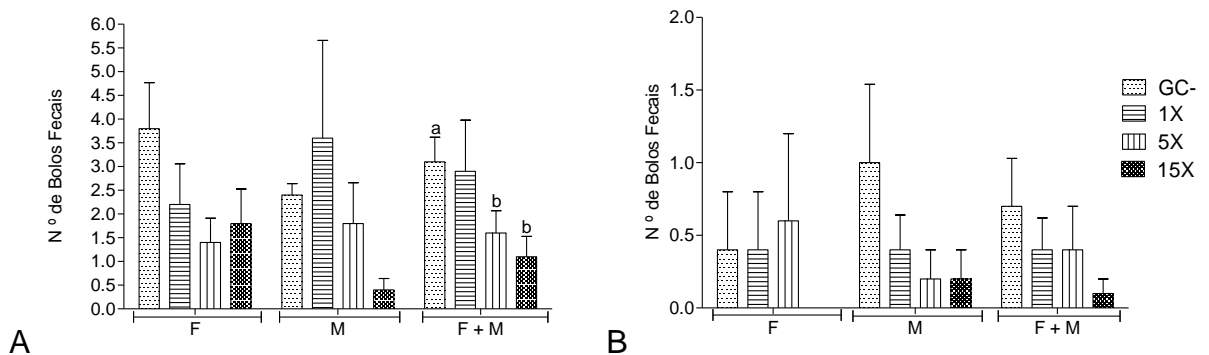 N º de Bolos Fecais
6.0
5.5
5.0
4.5
4.0
3.5
3.0
2.5
2.0
1.5
1.0
0.5
0.0
a
b
b
F
M
F + M
A
N º de Bolos Fecais
2.0
1.5
1.0
0.5
0.0
F
M
F + M
B
GC-
1X
5X
15X